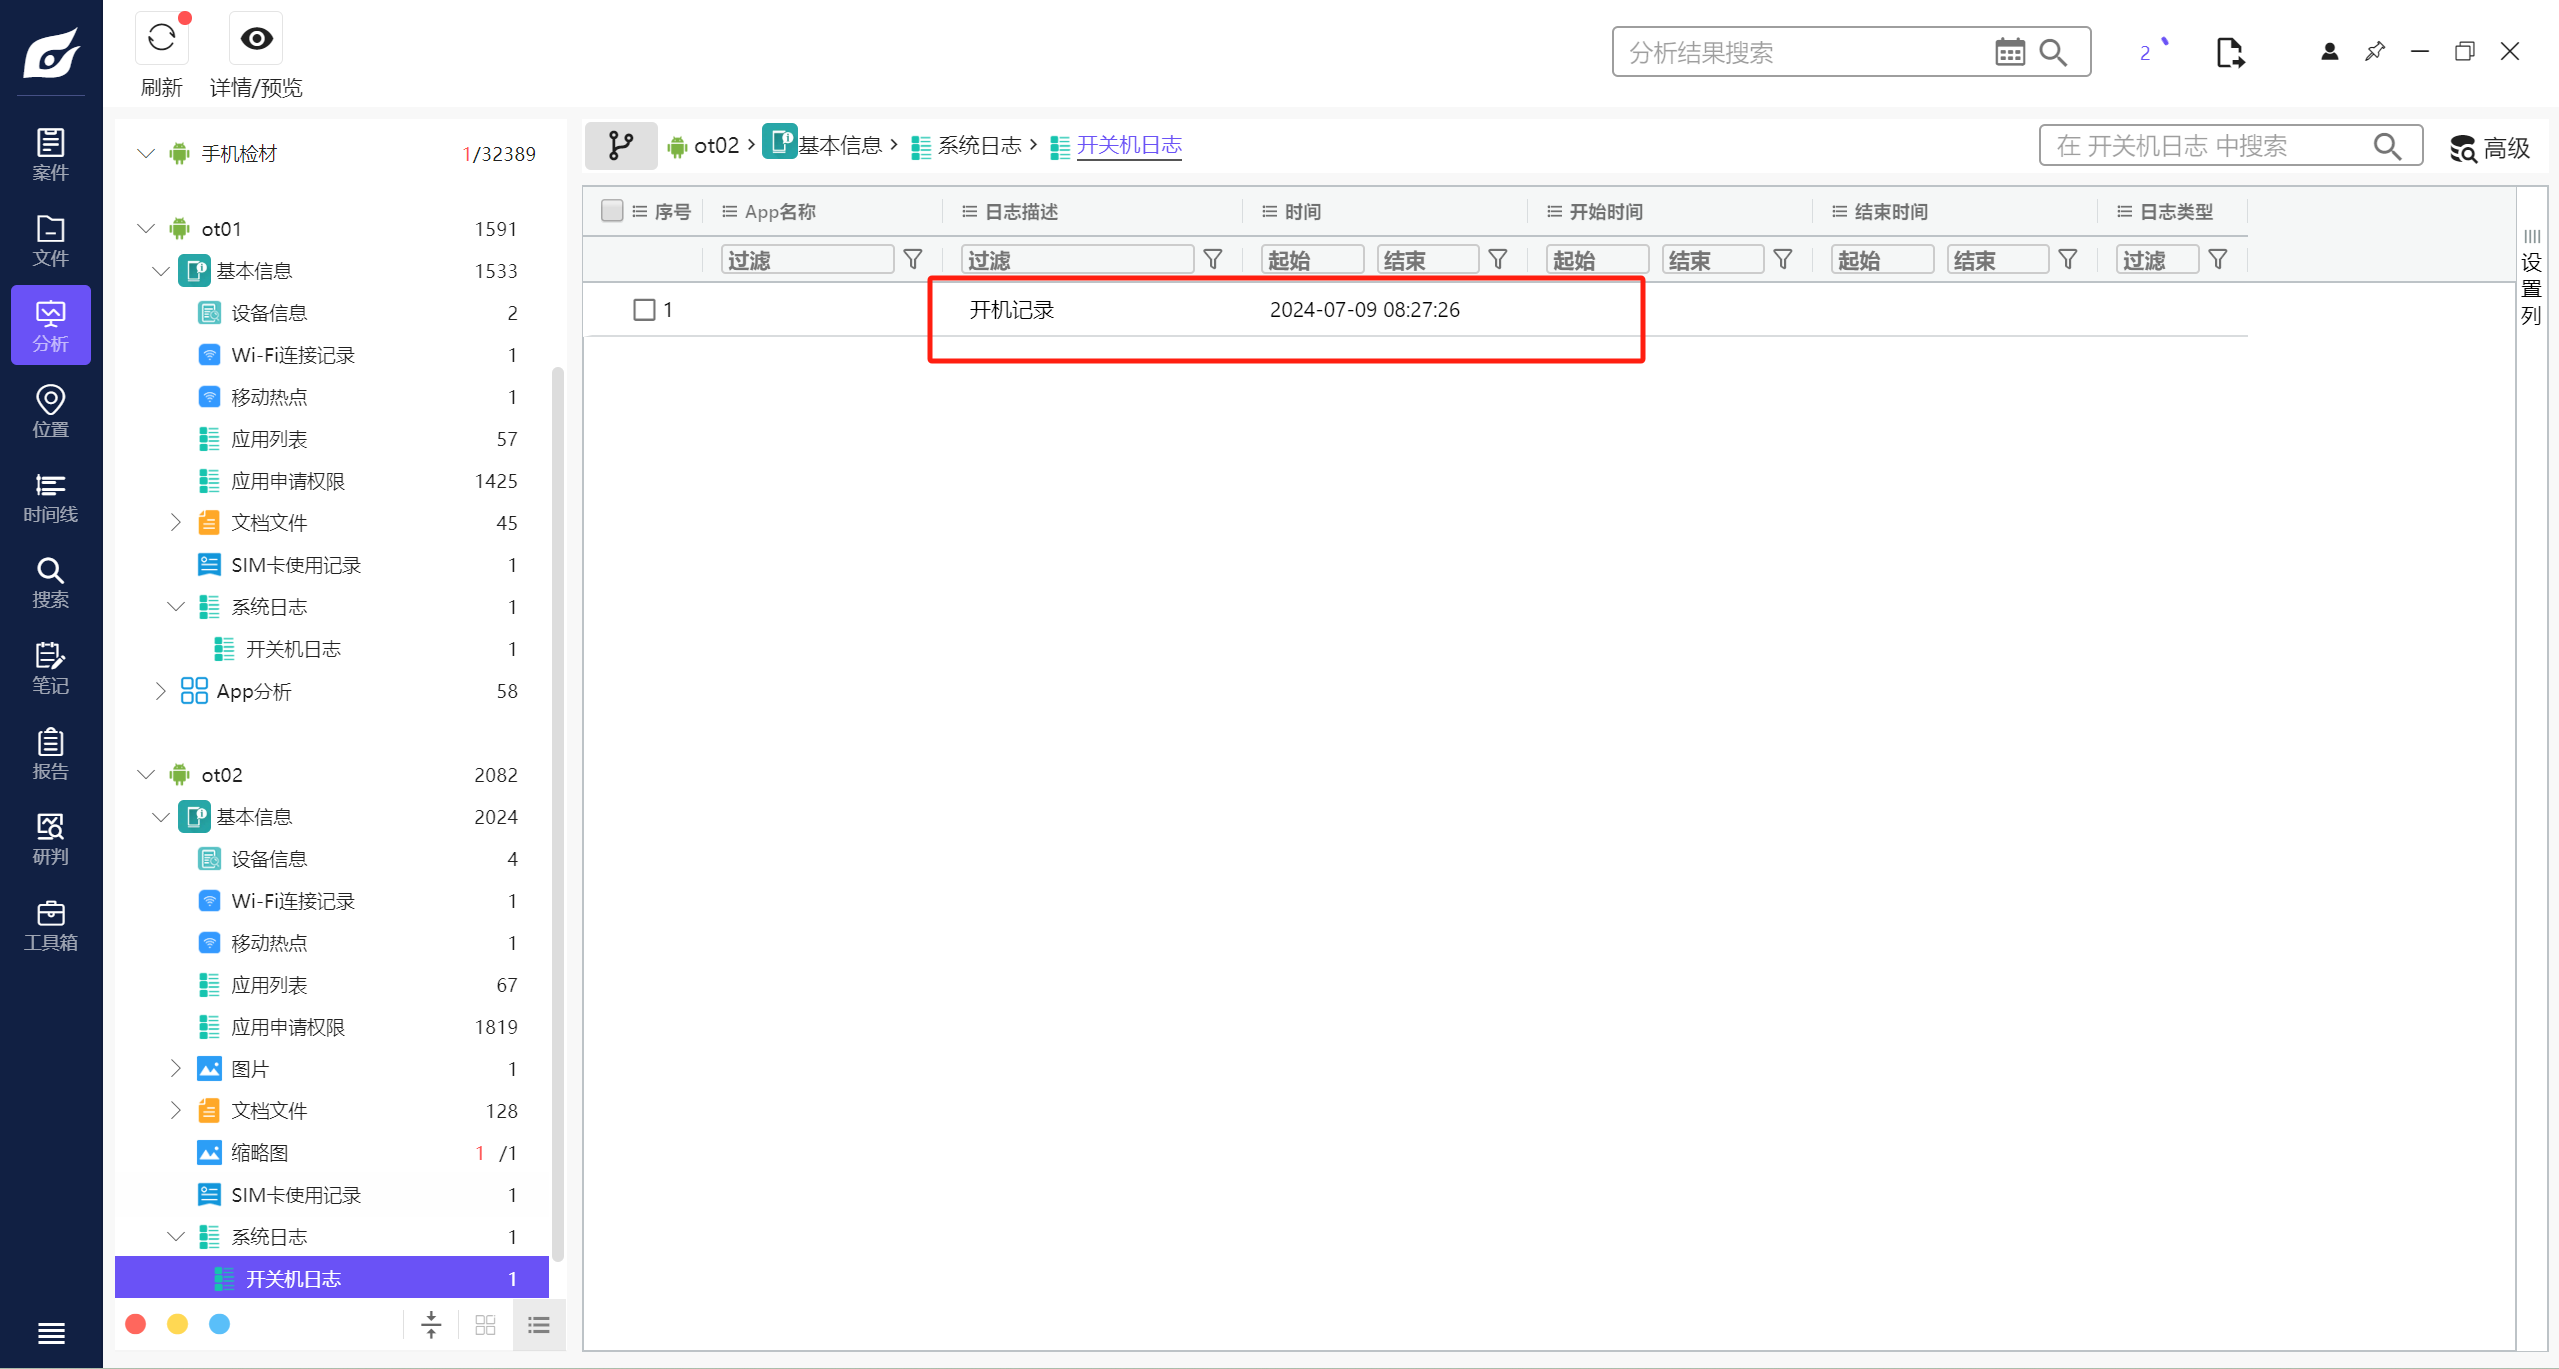 刷新
详情/预览
分析结果搜索
2
案件
文件
分析
位置
时间线
搜索
笔记
报告
研判
工具箱
手机检材 1/32389
ot01 1591
基本信息 1533
设备信息 2
Wi-Fi连接记录 1
移动热点 1
应用列表 57
应用申请权限 1425
文档文件 45
SIM卡使用记录 1
系统日志 1
开关机日志 1
App分析 58
ot02 2082
基本信息 2024
设备信息 4
Wi-Fi连接记录 1
移动热点 1
应用列表 67
应用申请权限 1819
图片 1
文档文件 128
缩略图 1 /1
SIM卡使用记录 1
系统日志 1
开关机日志 1
ot02 > 基本信息 > 系统日志 > 开关机日志
在 开关机日志 中搜索
高级
序号 App名称 日志描述 时间 开始时间 结束时间 日志类型
过滤 过滤 起始 结束 起始 结束 起始 结束 过滤
1 开机记录 2024-07-09 08:27:26
设置列